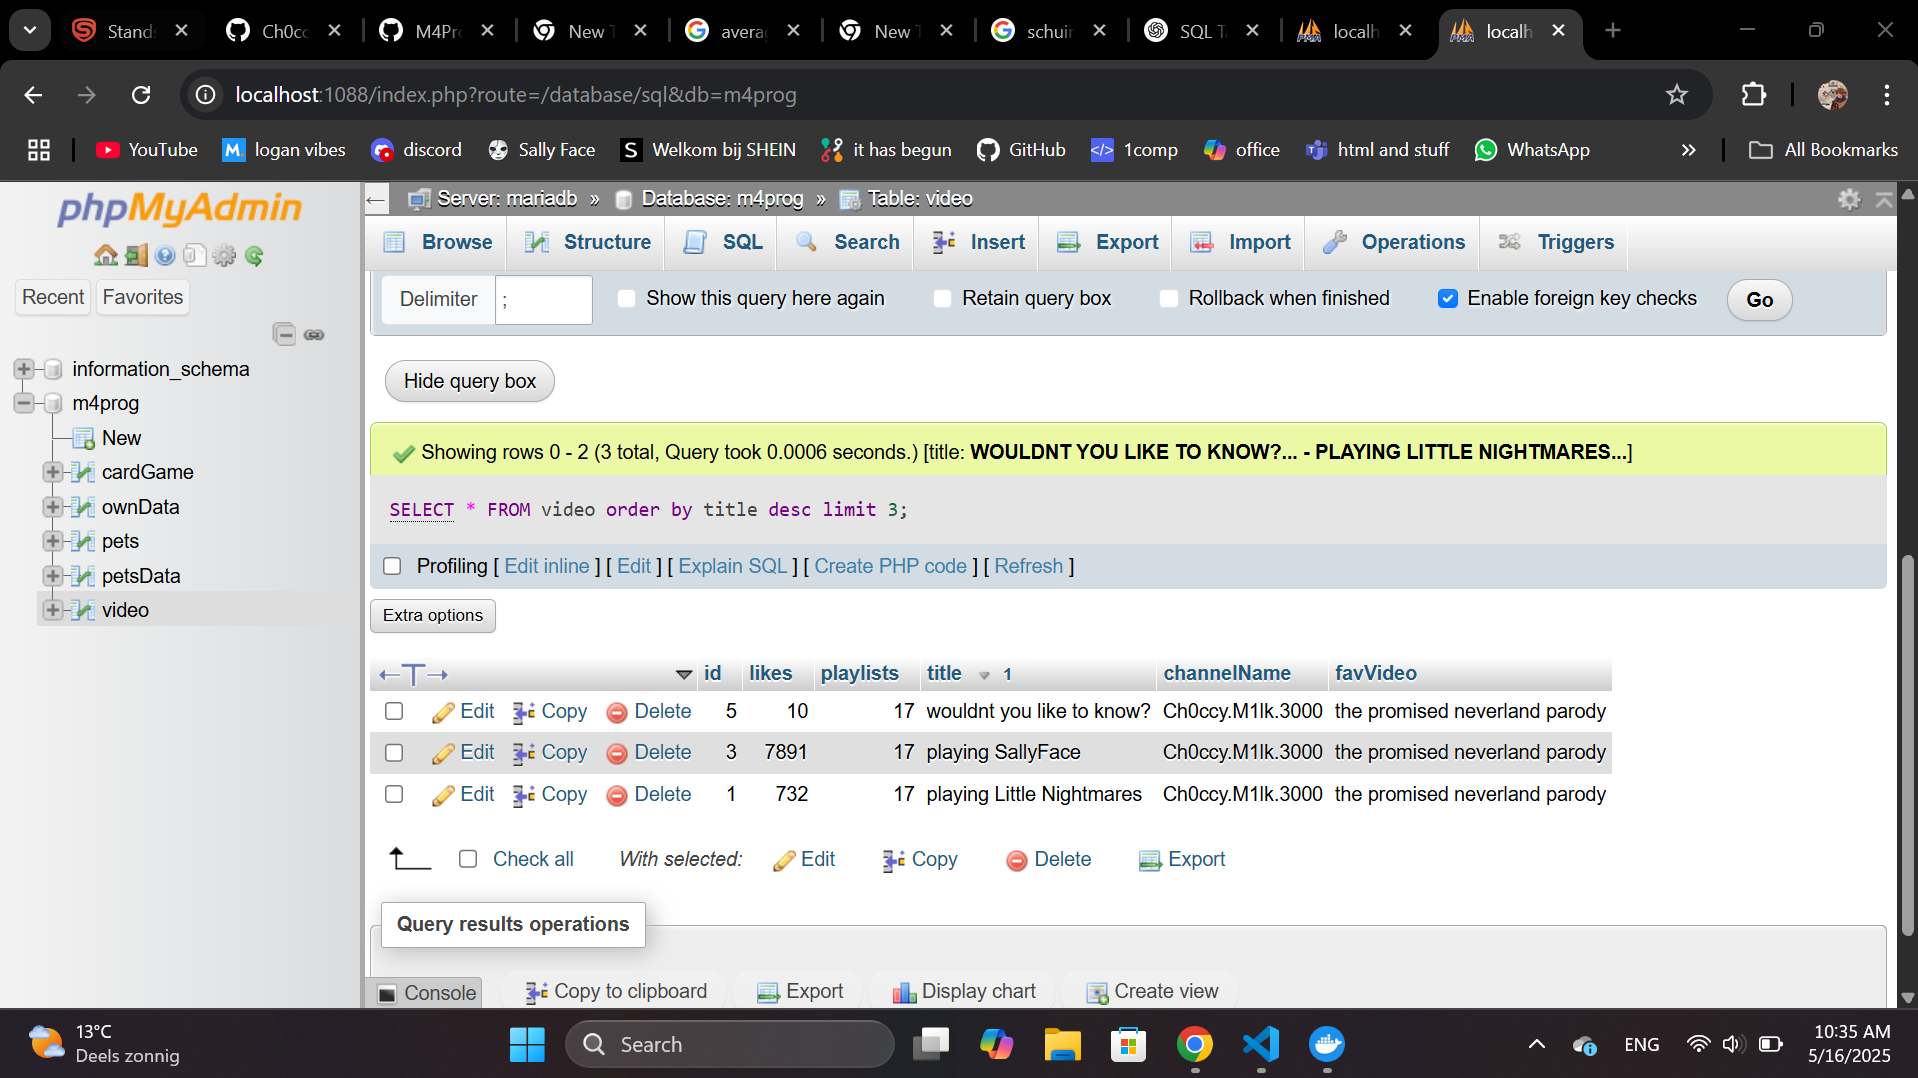 Stands
Ch0cc
M4Pro
New T
averag
New T
schuin
SQL Ta
localh
localh
localhost:1088/index.php?route=/database/sql&db=m4prog
YouTube
logan vibes
discord
Sally Face
Welkom bij SHEIN
it has begun
GitHub
1comp
office
html and stuff
WhatsApp
All Bookmarks
phpMyAdmin
Recent
Favorites
information_schema
m4prog
New
cardGame
ownData
pets
petsData
video
Server: mariadb » Database: m4prog » Table: video
Browse Structure SQL Search Insert Export Import Operations Triggers
Delimiter ; Show this query here again Retain query box Rollback when finished Enable foreign key checks Go
Hide query box
Showing rows 0 - 2 (3 total, Query took 0.0006 seconds.) [title: WOULDNT YOU LIKE TO KNOW?... - PLAYING LITTLE NIGHTMARES...]
SELECT * FROM video order by title desc limit 3;
Profiling [ Edit inline ] [ Edit ] [ Explain SQL ] [ Create PHP code ] [ Refresh ]
Extra options
id likes playlists title 1 channelName favVideo
Edit Copy Delete 5 10 17 wouldnt you like to know? Ch0ccy.M1lk.3000 the promised neverland parody
Edit Copy Delete 3 7891 17 playing SallyFace Ch0ccy.M1lk.3000 the promised neverland parody
Edit Copy Delete 1 732 17 playing Little Nightmares Ch0ccy.M1lk.3000 the promised neverland parody
Check all With selected: Edit Copy Delete Export
Query results operations
Console
Copy to clipboard Export Display chart Create view
13°C
Deels zonnig
Search
ENG
10:35 AM
5/16/2025